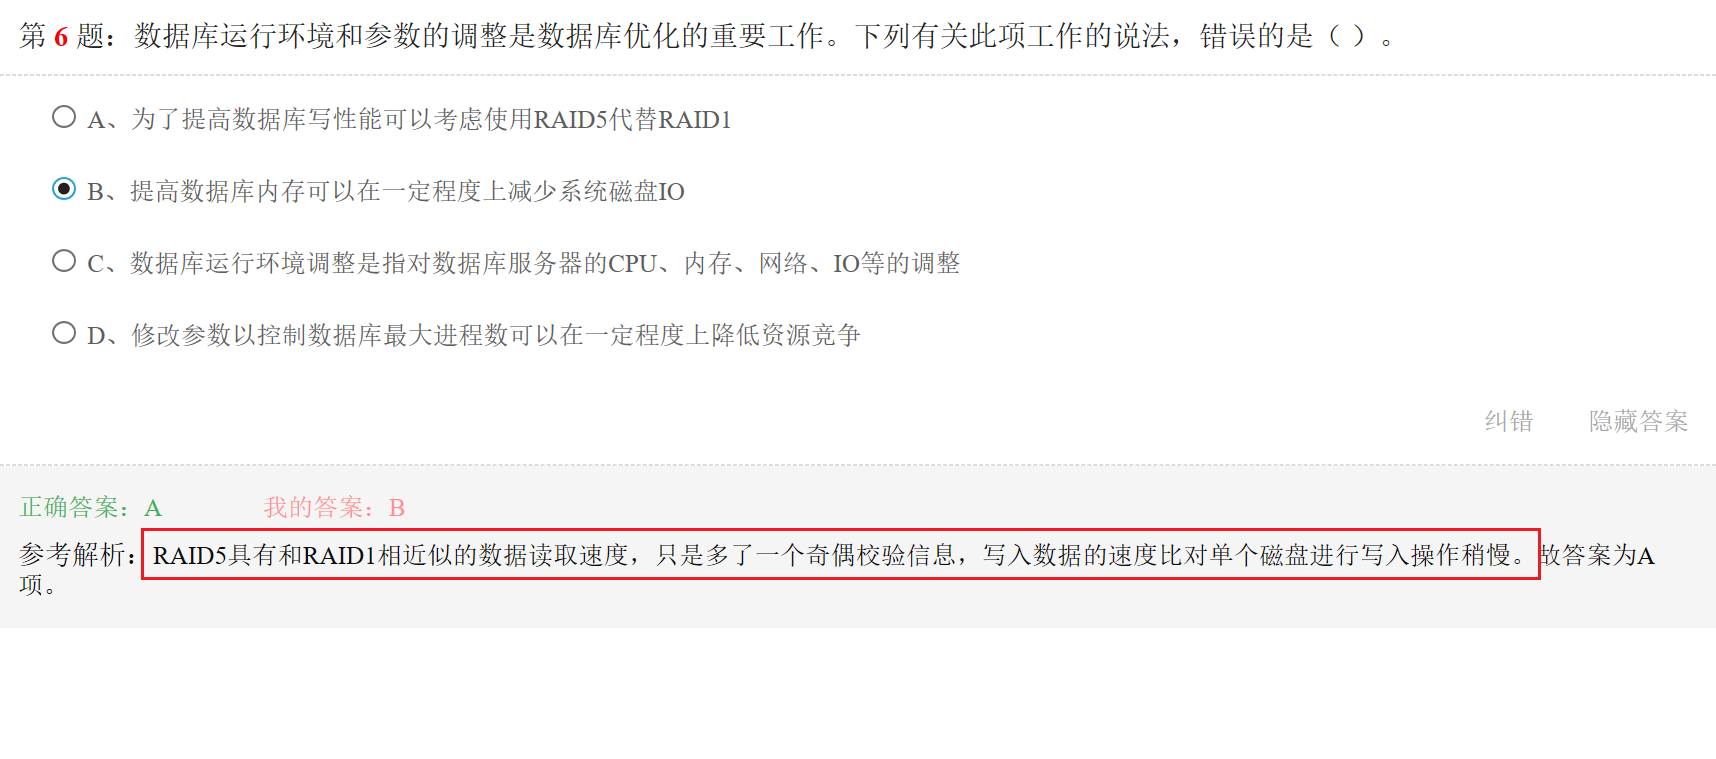 第 6 题：数据库运行环境和参数的调整是数据库优化的重要工作。下列有关此项工作的说法，错误的是（ ）。
A、为了提高数据库写性能可以考虑使用RAID5代替RAID1
B、提高数据库内存可以在一定程度上减少系统磁盘IO
C、数据库运行环境调整是指对数据库服务器的CPU、内存、网络、IO等的调整
D、修改参数以控制数据库最大进程数可以在一定程度上降低资源竞争
纠错 隐藏答案
正确答案：A 我的答案：B
参考解析：RAID5具有和RAID1相近似的数据读取速度，只是多了一个奇偶校验信息，写入数据的速度比对单个磁盘进行写入操作稍慢。故答案为A
项。